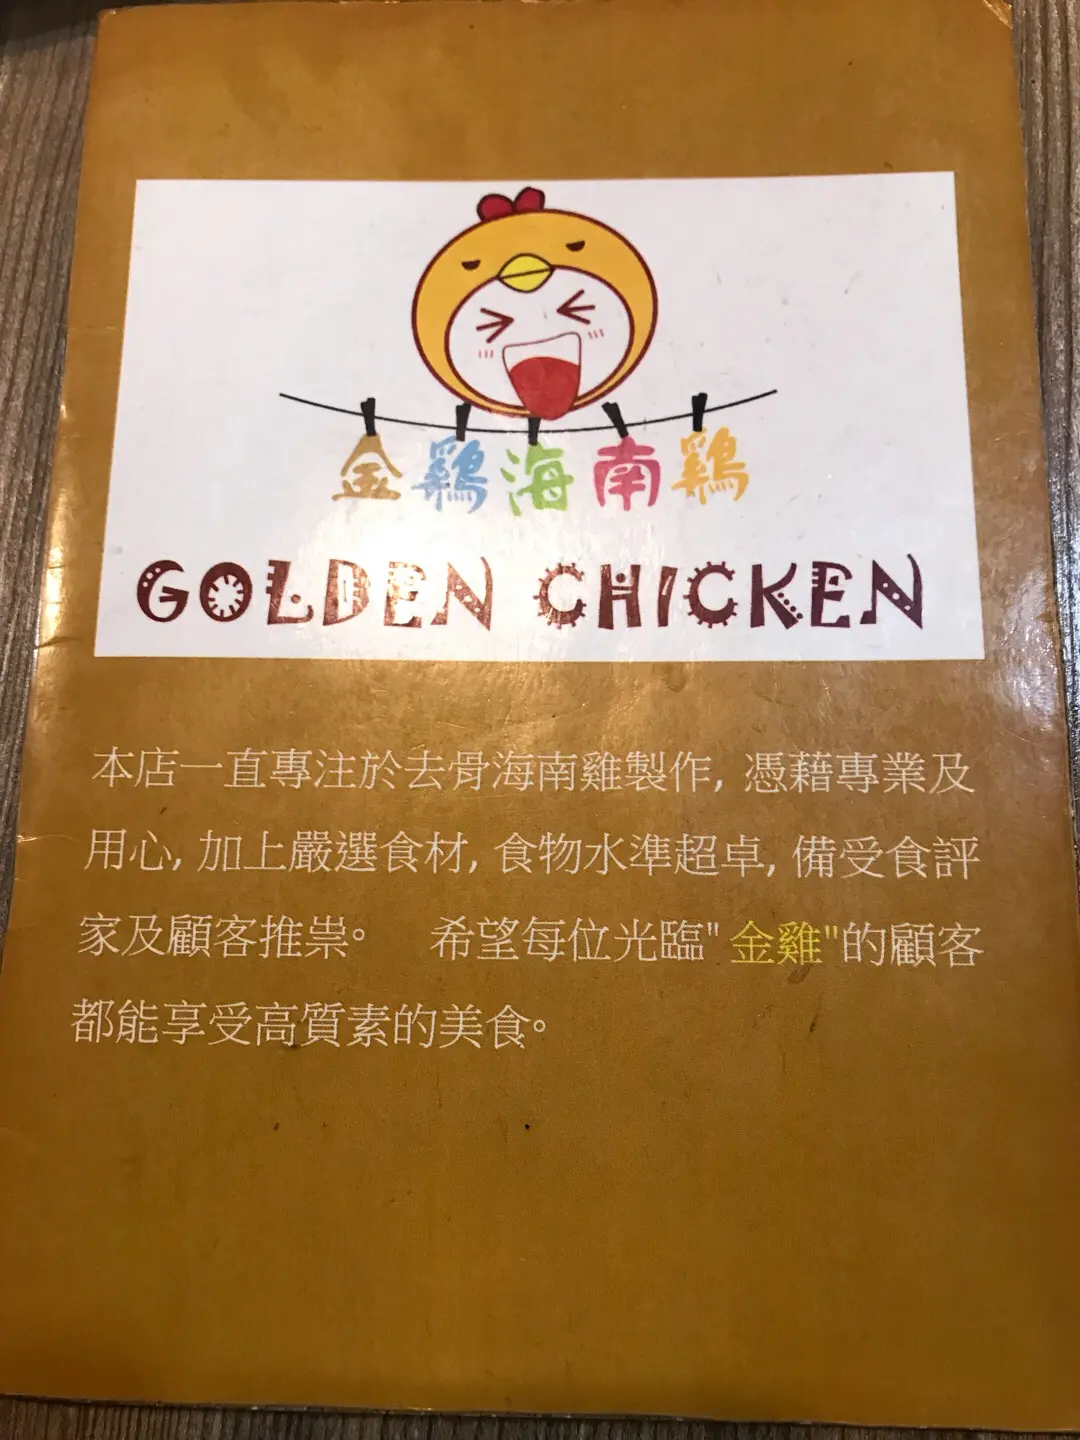 金鷄海南鷄
GOLDEN CHICKEN
本店一直專注於去骨海南雞製作, 憑藉專業及
用心, 加上嚴選食材, 食物水準超卓, 備受食評
家及顧客推祟。 希望每位光臨"金雞"的顧客
都能享受高質素的美食。